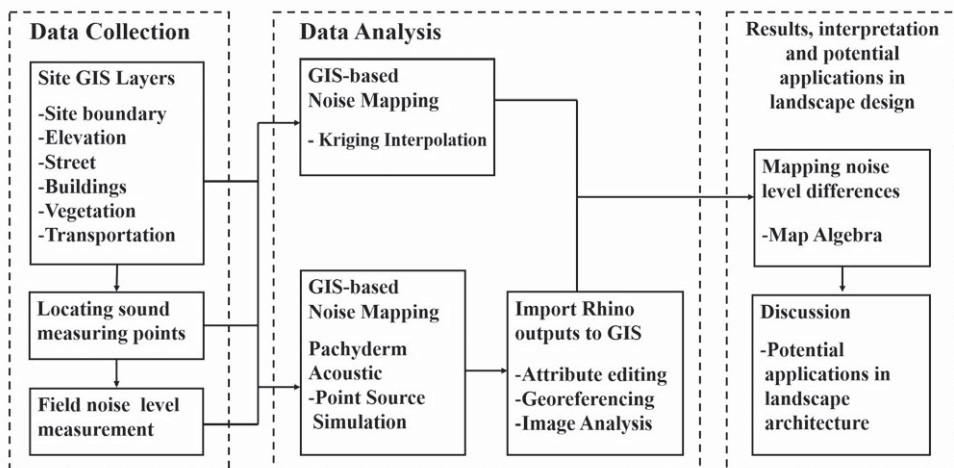 Data Collection
Site GIS Layers
-Site boundary
-Elevation
-Street
-Buildings
-Vegetation
-Transportation
Locating sound
measuring points
Field noise level
measurement
Data Analysis
GIS-based
Noise Mapping
- Kriging Interpolation
GIS-based
Noise Mapping
Pachyderm
Acoustic
-Point Source
Simulation
Import Rhino
outputs to GIS
-Attribute editing
-Georeferencing
-Image Analysis
Results, interpretation
and potential
applications in
landscape design
Mapping noise
level differences
-Map Algebra
Discussion
-Potential
applications in
landscape
architecture